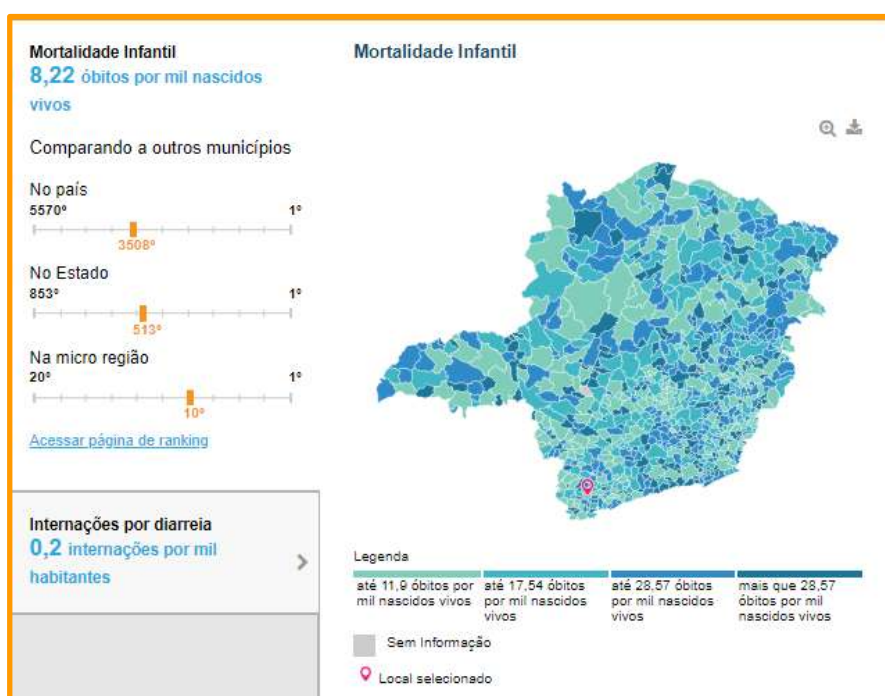 Mortalidade Infantil
8,22 óbitos por mil nascidos
vivos
Comparando a outros municípios
No país
5570º
1º
3508º
No Estado
853º
1º
513º
Na micro região
20º
1º
10º
Acessar página de ranking
Internações por diarreia
0,2 internações por mil
habitantes
Mortalidade Infantil
Legenda
até 11,9 óbitos por
mil nascidos vivos
até 17,54 óbitos
por mil nascidos
vivos
até 28,57 óbitos
por mil nascidos
vivos
mais que 28,57
óbitos por mil
nascidos vivos
Sem Informação
Local selecionado